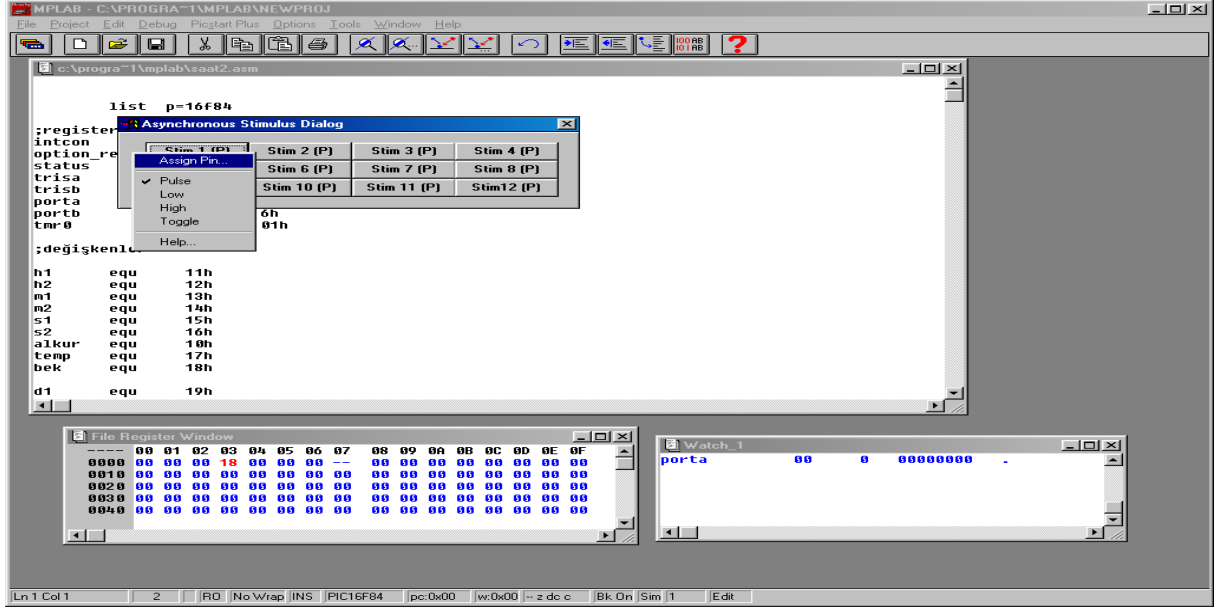 MPLAB - C:\PROGRA~1\MPLAB\NEWPROJ
File Project Edit Debug Picstart Plus Options Tools Window Help
c:\progra~1\mplab\saat2.asm
list p=16f84
;register
intcon
option_re
status
trisa
trisb
porta
portb 6h
tmr0 01h
;değişkenl
h1 equ 11h
h2 equ 12h
m1 equ 13h
m2 equ 14h
s1 equ 15h
s2 equ 16h
alkur equ 10h
temp equ 17h
bek equ 18h
d1 equ 19h
Asynchronous Stimulus Dialog
Stim 1 (P) Stim 2 (P) Stim 3 (P) Stim 4 (P)
Stim 6 (P) Stim 7 (P) Stim 8 (P)
Stim 10 (P) Stim 11 (P) Stim12 (P)
Assign Pin...
Pulse
Low
High
Toggle
Help...
File Register Window
---- 00 01 02 03 04 05 06 07 08 09 0A 0B 0C 0D 0E 0F
0000 00 00 00 18 00 00 00 -- 00 00 00 00 00 00 00 00
0010 00 00 00 00 00 00 00 00 00 00 00 00 00 00 00 00
0020 00 00 00 00 00 00 00 00 00 00 00 00 00 00 00 00
0030 00 00 00 00 00 00 00 00 00 00 00 00 00 00 00 00
0040 00 00 00 00 00 00 00 00 00 00 00 00 00 00 00 00
Watch_1
porta 00 0 00000000 .
Ln 1 Col 1 2 RO No Wrap INS PIC16F84 pc:0x00 w:0x00 -- z dc c Bk On Sim 1 Edit